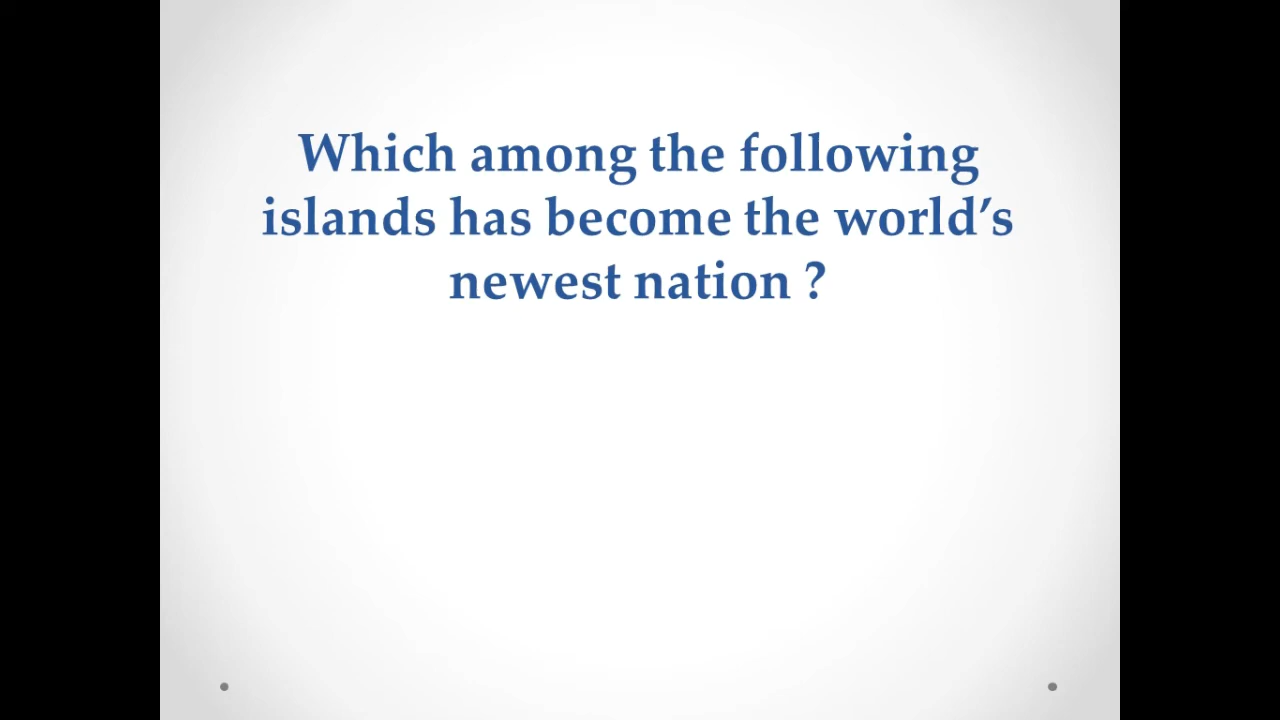 Which among the following
islands has become the world’s
newest nation ?